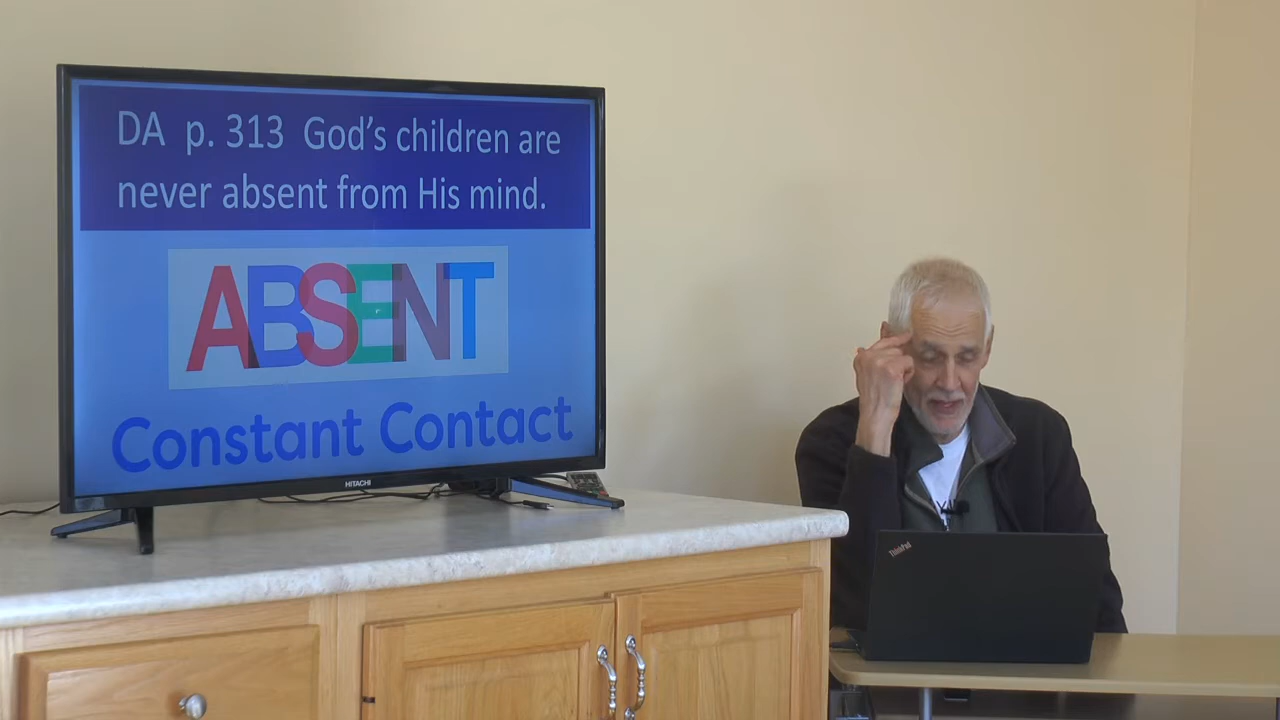 DA p. 313 God's children are
never absent from His mind.
ABSENT
Constant Contact
HITACHI
ThinkPad